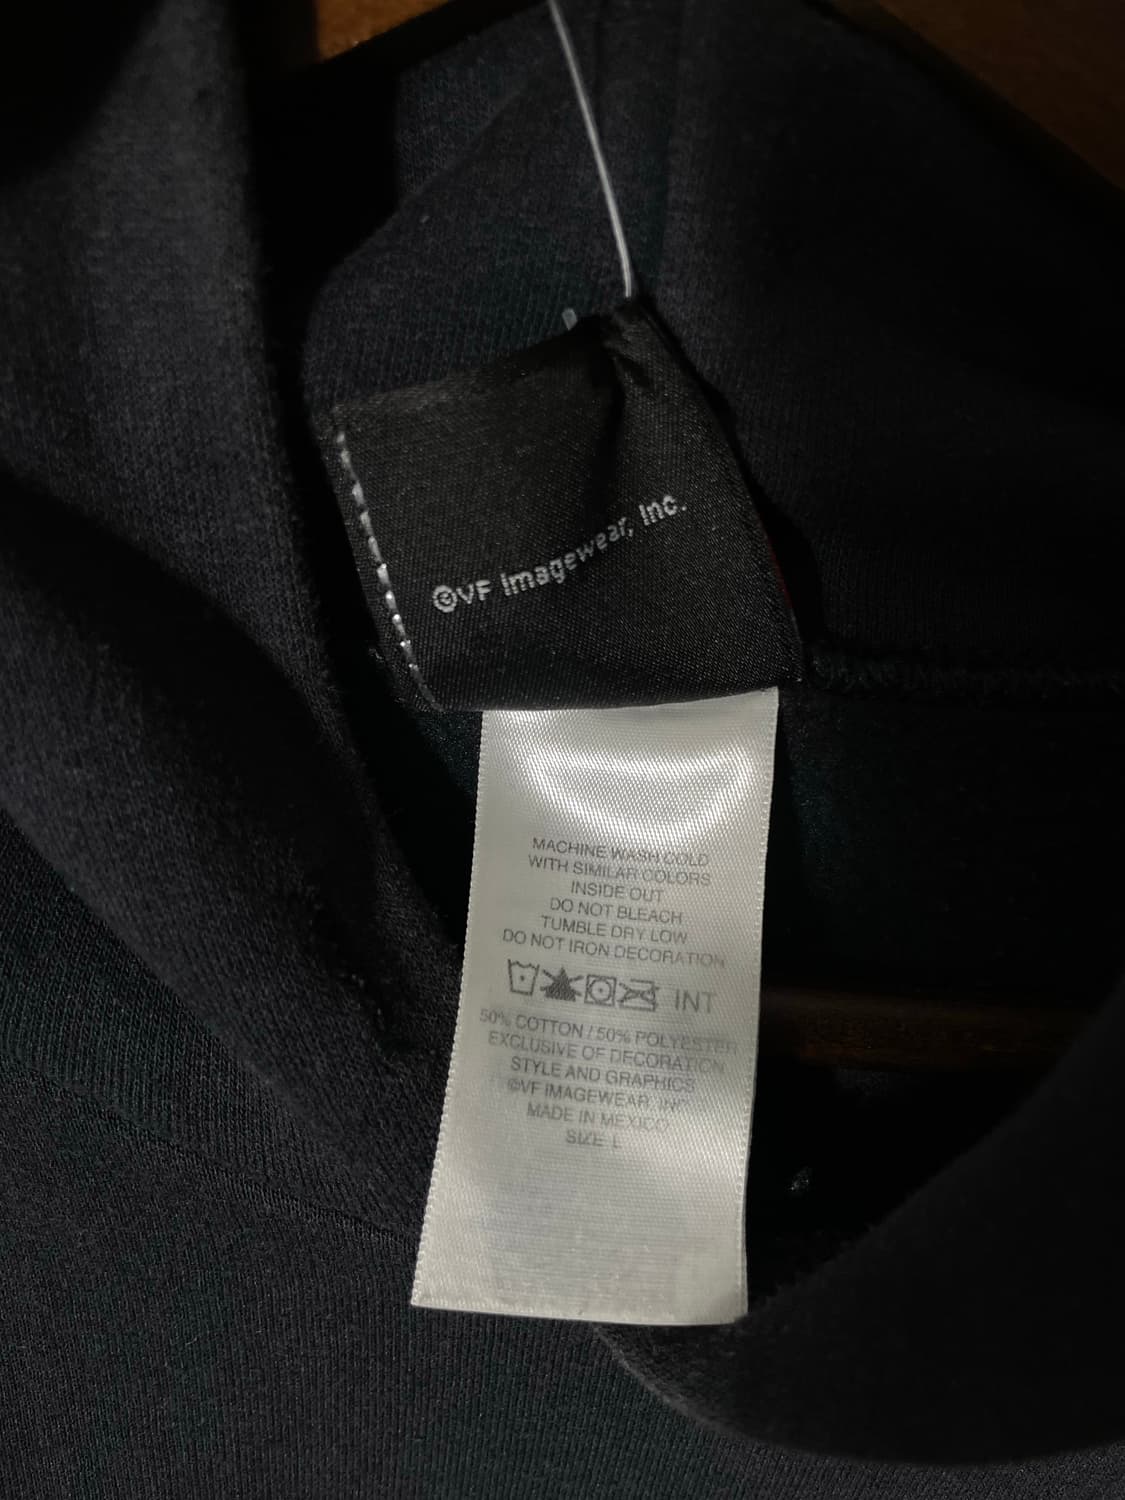 ©VF Imagewear, Inc.
MACHINE WASH COLD
WITH SIMILAR COLORS
INSIDE OUT
DO NOT BLEACH
TUMBLE DRY LOW
DO NOT IRON DECORATION
INT
50% COTTON / 50% POLYESTER
EXCLUSIVE OF DECORATION
STYLE AND GRAPHICS
©VF IMAGEWEAR, INC.
MADE IN MEXICO
SIZE L